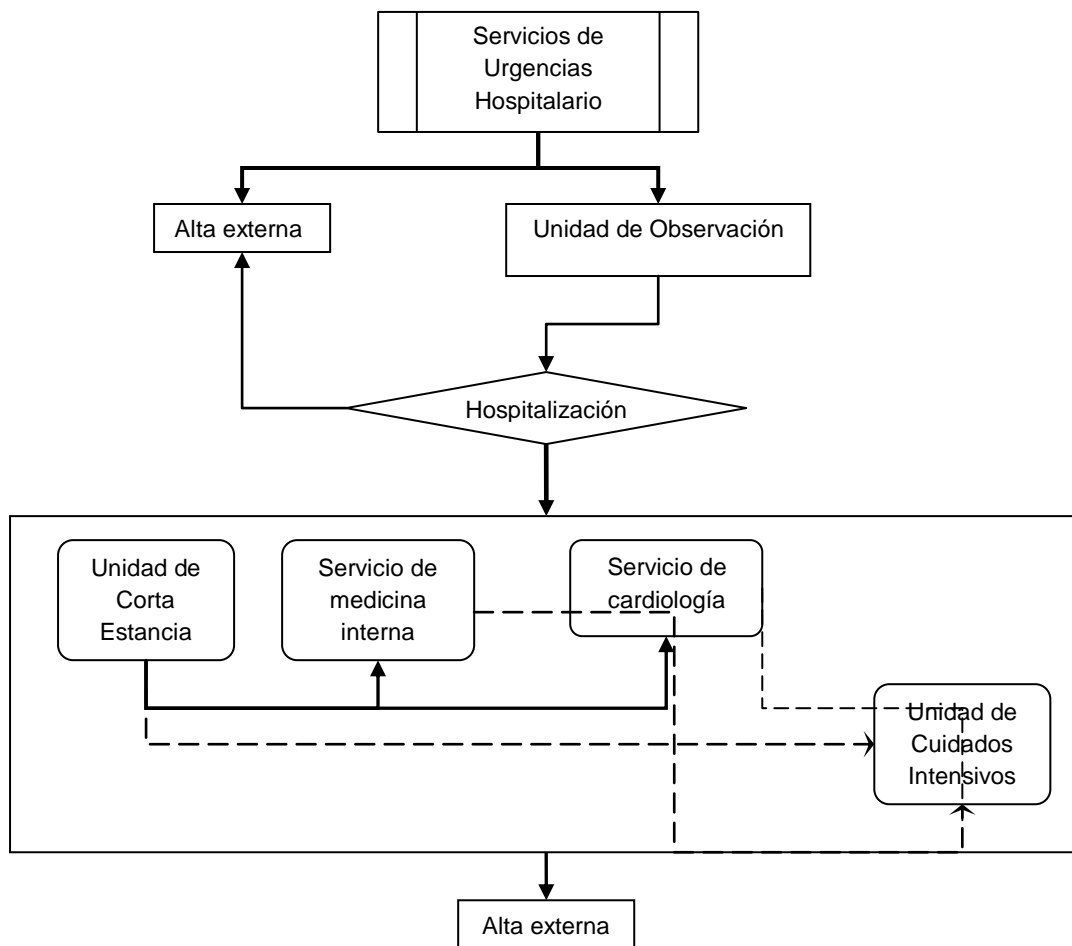 Servicios de
Urgencias
Hospitalario
Alta externa
Unidad de Observación
Hospitalización
Unidad de
Corta
Estancia
Servicio de
medicina
interna
Servicio de
cardiología
Unidad de
Cuidados
Intensivos
Alta externa